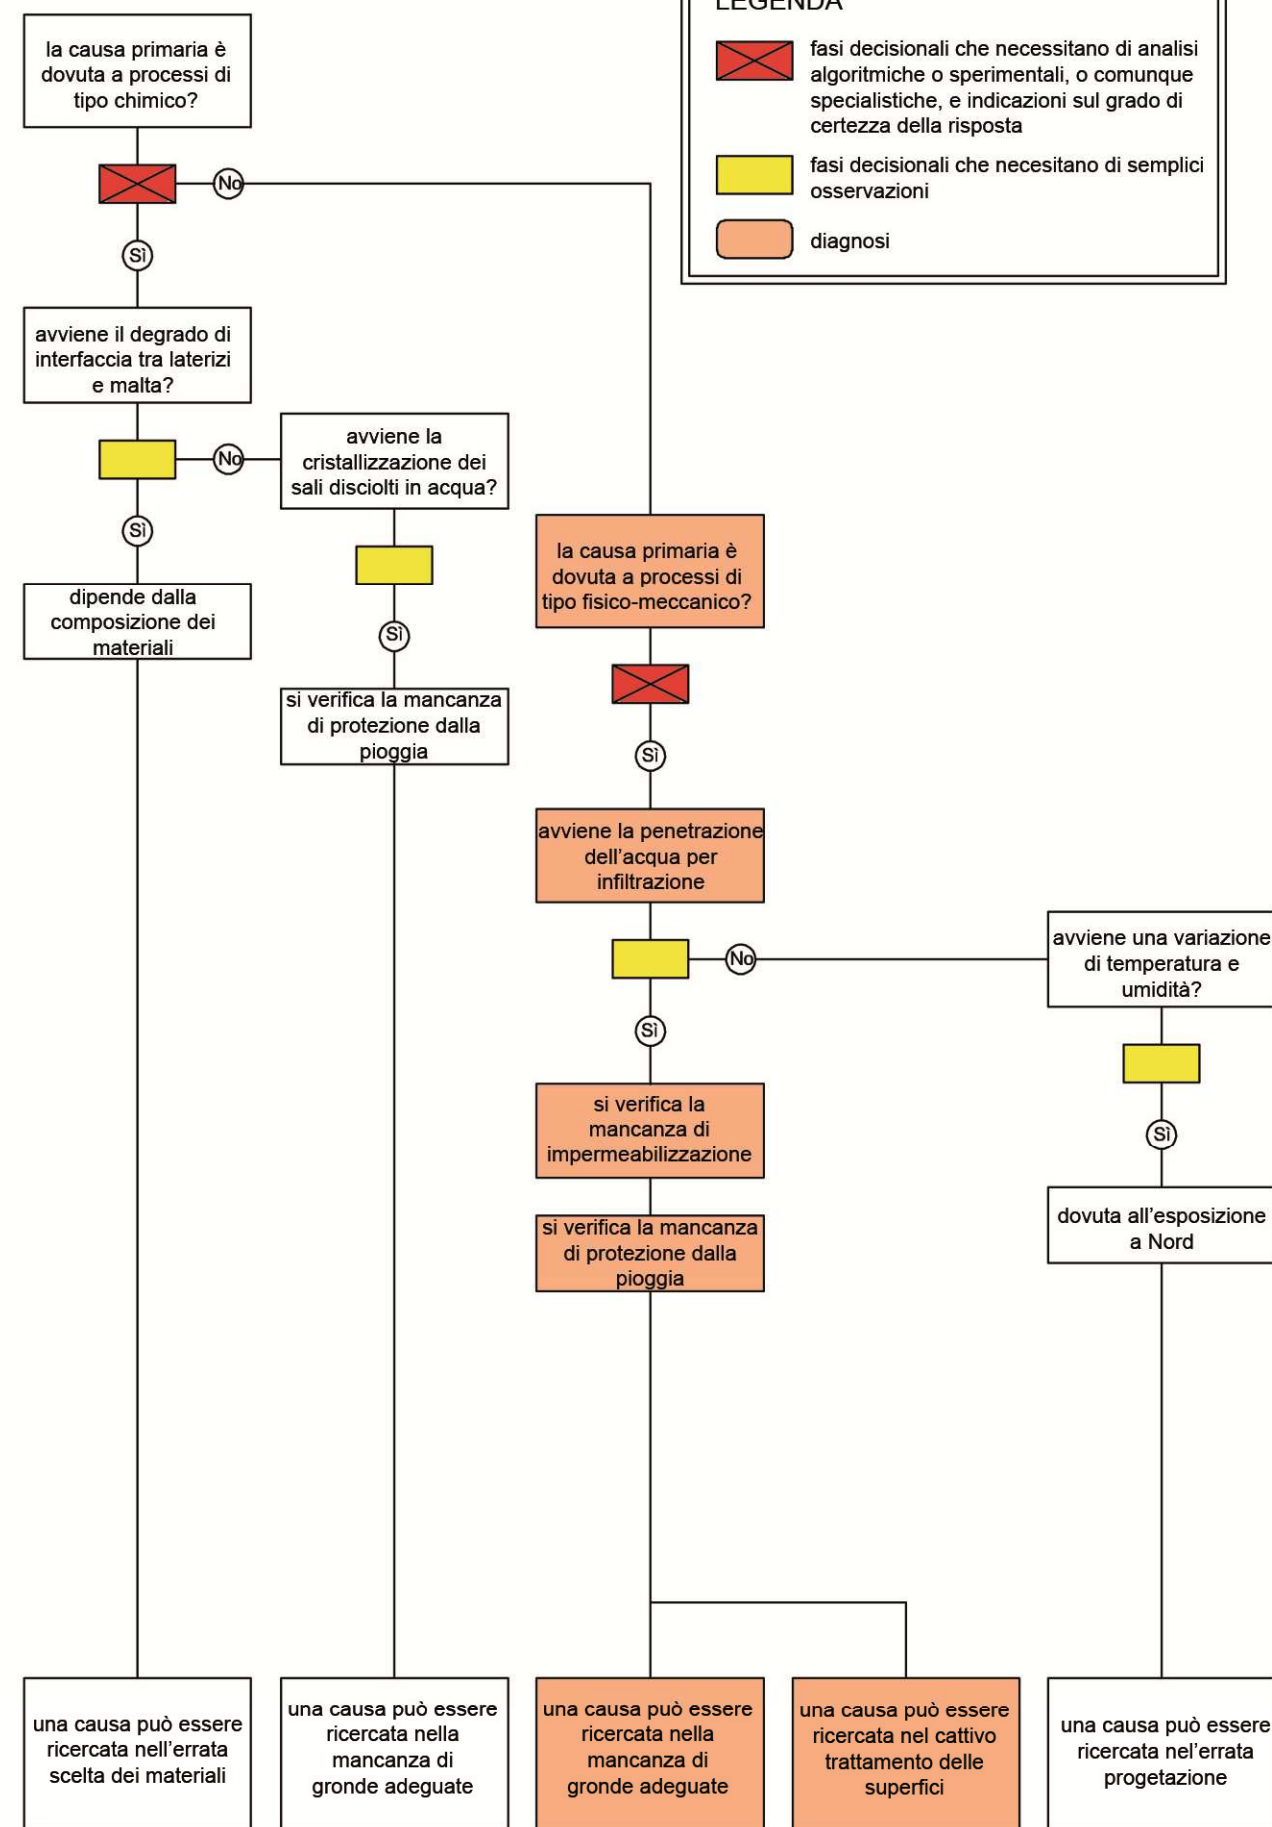 LEGENDA
fasi decisionali che necessitano di analisi
algoritmiche o sperimentali, o comunque
specialistiche, e indicazioni sul grado di
certezza della risposta
fasi decisionali che necesitano di semplici
osservazioni
diagnosi
la causa primaria è
dovuta a processi di
tipo chimico?
No
Sì
avviene il degrado di
interfaccia tra laterizi
e malta?
No
Sì
dipende dalla
composizione dei
materiali
avviene la
cristallizzazione dei
sali disciolti in acqua?
Sì
si verifica la mancanza
di protezione dalla
pioggia
la causa primaria è
dovuta a processi di
tipo fisico-meccanico?
Sì
avviene la penetrazione
dell'acqua per
infiltrazione
No
Sì
si verifica la
mancanza di
impermeabilizzazione
si verifica la mancanza
di protezione dalla
pioggia
avviene una variazione
di temperatura e
umidità?
Sì
dovuta all'esposizione
a Nord
una causa può essere
ricercata nell'errata
scelta dei materiali
una causa può essere
ricercata nella
mancanza di
gronde adeguate
una causa può essere
ricercata nella
mancanza di
gronde adeguate
una causa può essere
ricercata nel cattivo
trattamento delle
superfici
una causa può essere
ricercata nel'errata
progetazione